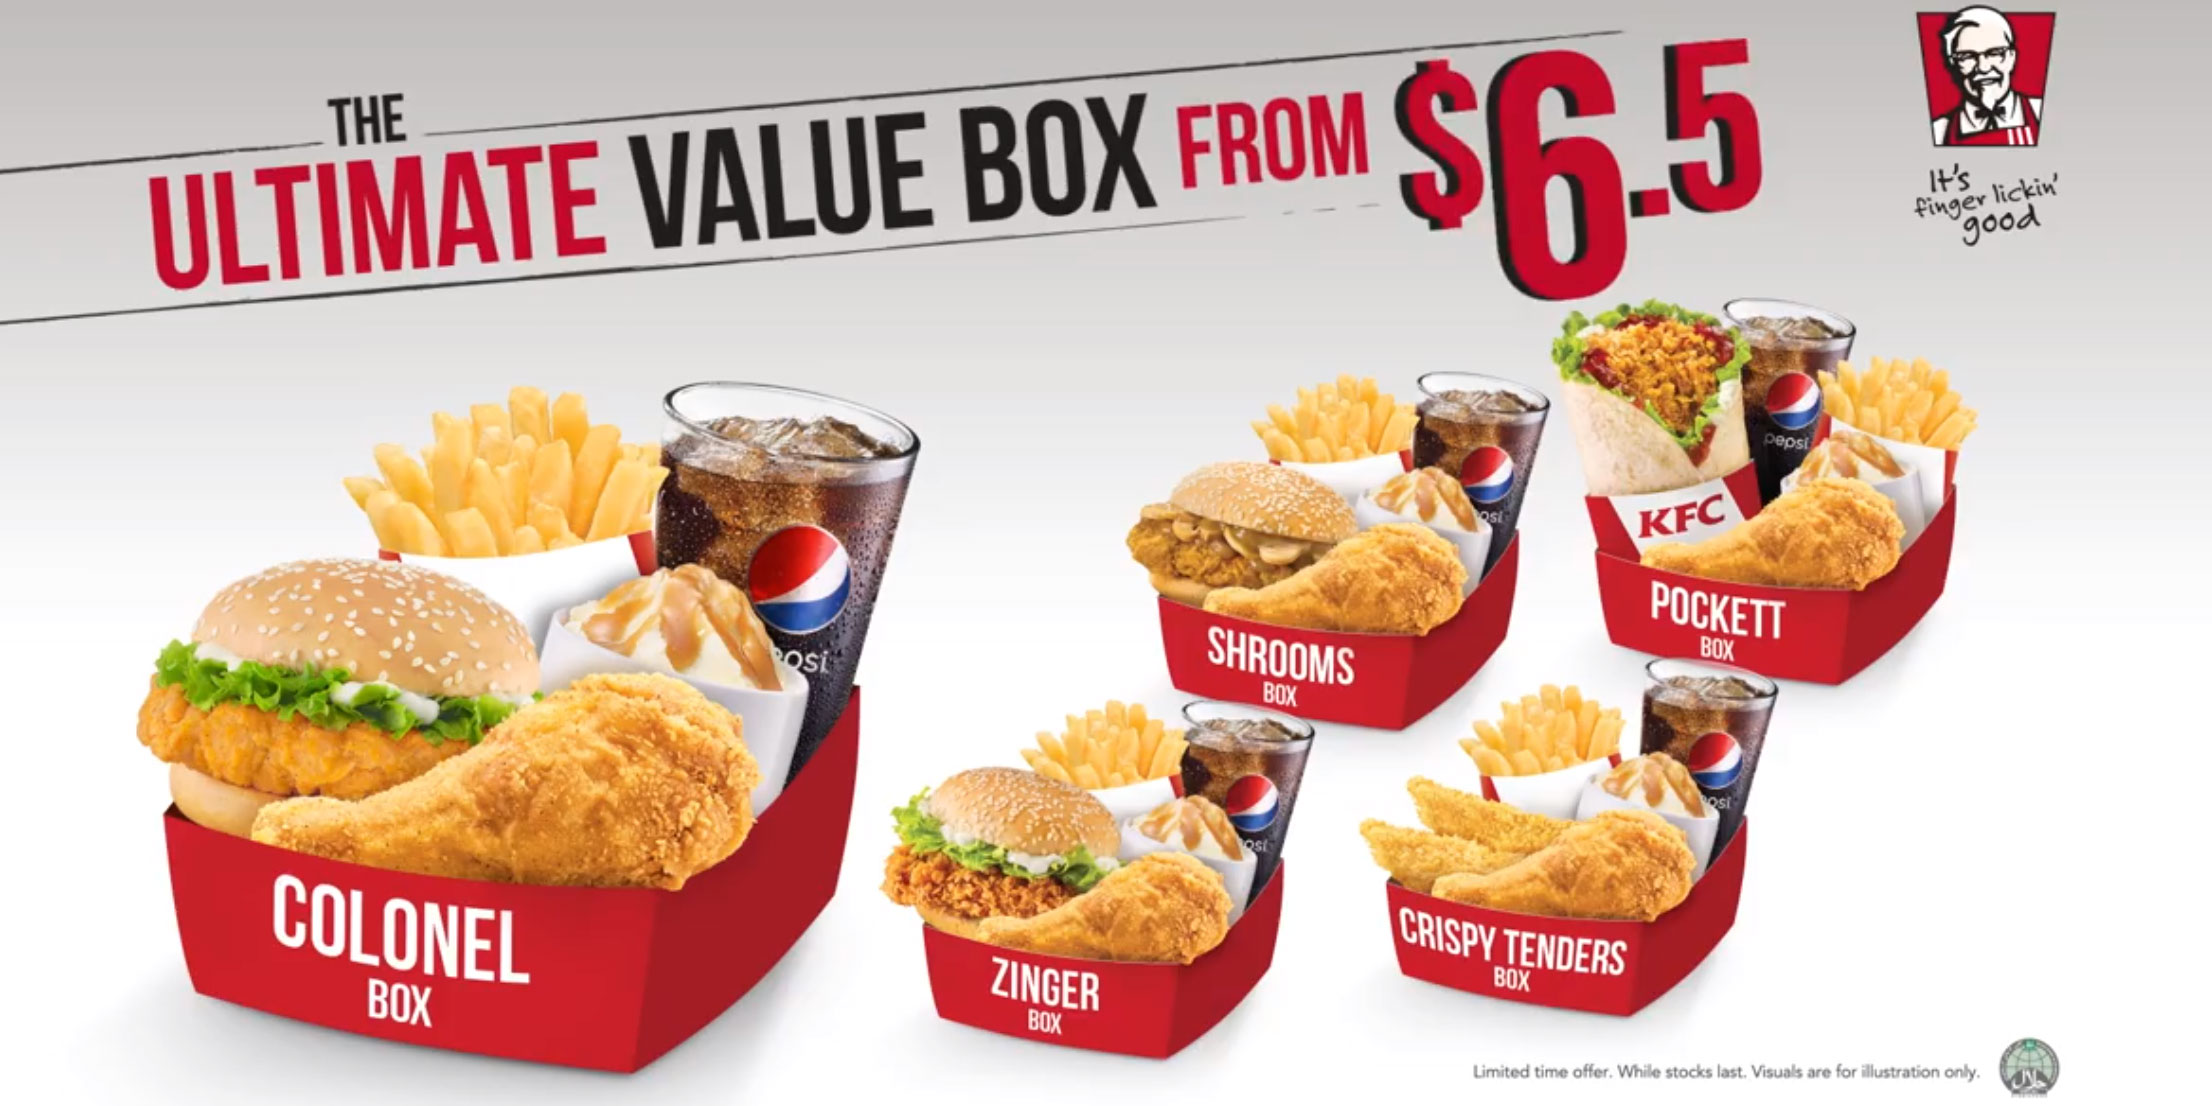 THE
ULTIMATE VALUE BOX FROM $6.5
It's
finger lickin'
good
pepsi
KFC
POCKETT
BOX
SHROOMS
BOX
COLONEL
BOX
ZINGER
BOX
CRISPY TENDERS
BOX
Limited time offer. While stocks last. Visuals are for illustration only.